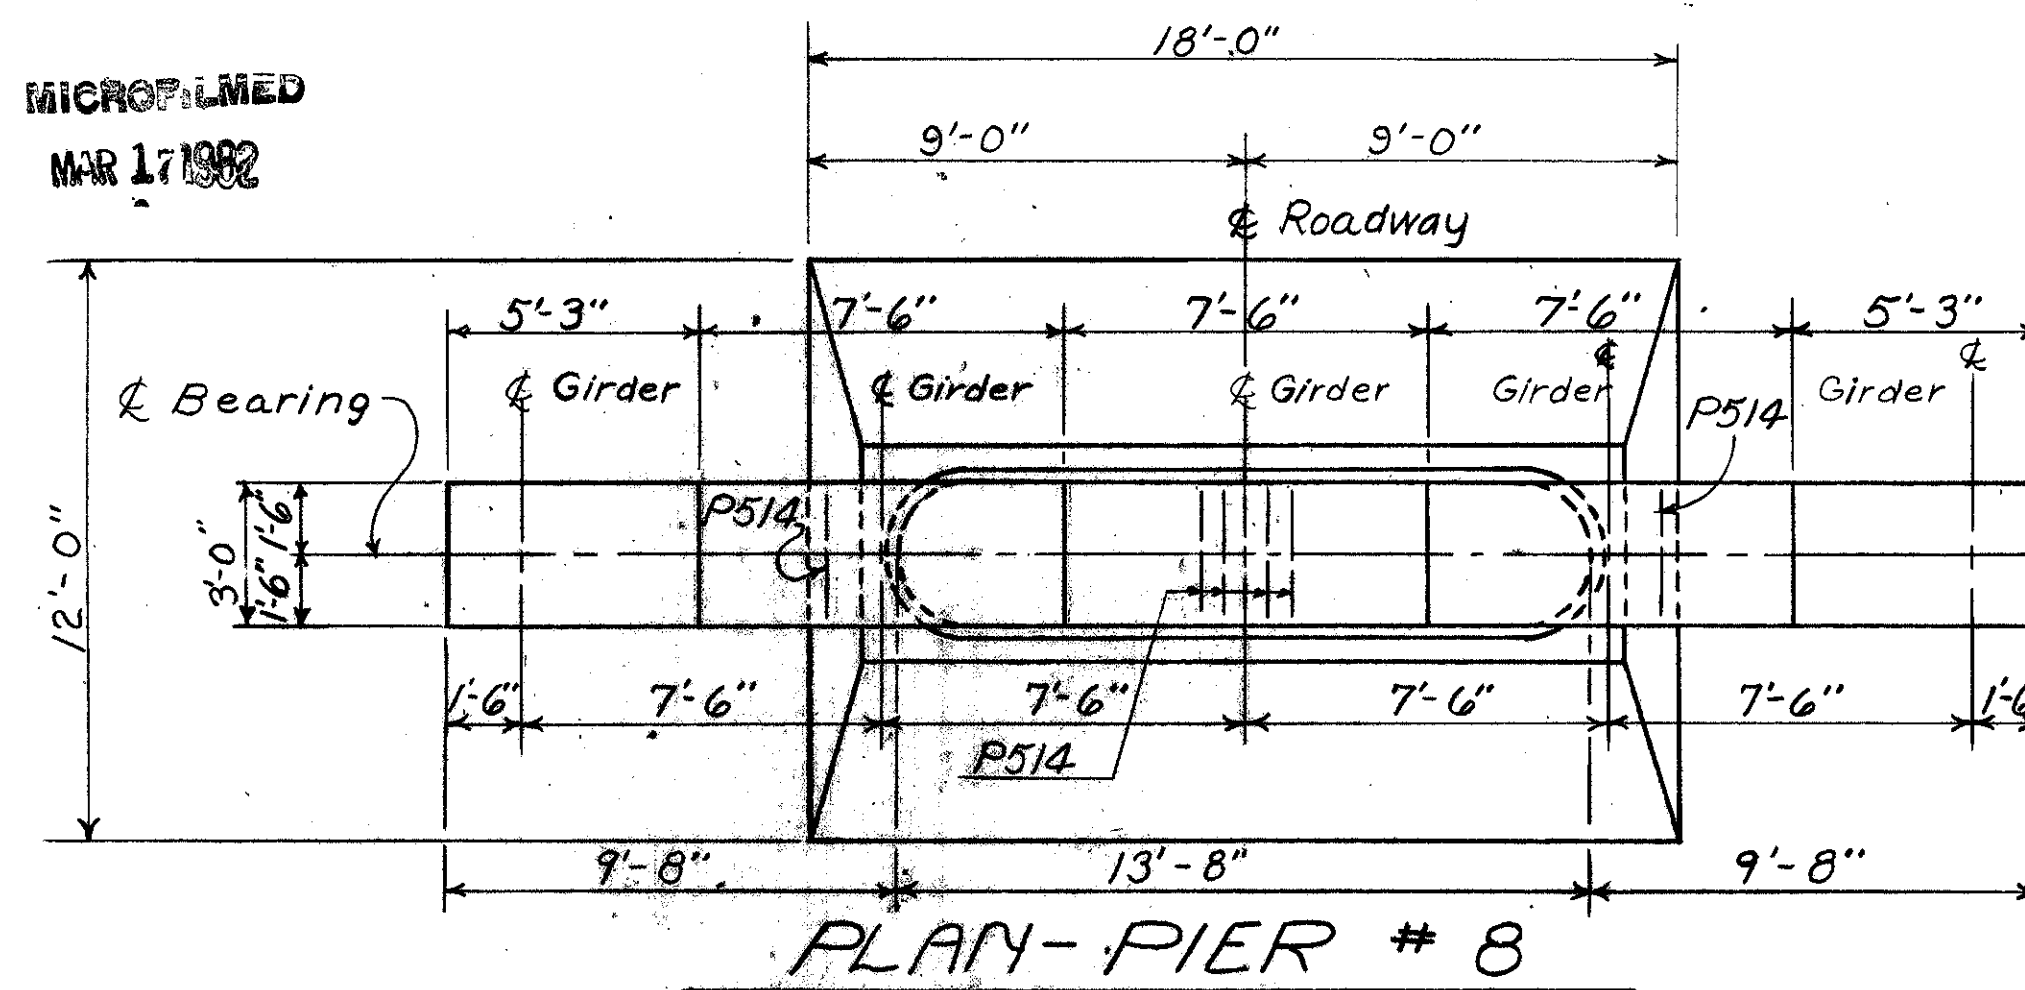 18'-0"
MICROFILMED
MAR 17 1982
9'-0" 9'-0"
℄ Roadway
5'-3" 7'-6" 7'-6" 7'-6" 5'-3"
℄ Bearing ℄ Girder ℄ Girder ℄ Girder Girder ℄ Girder ℄
P514
P514
12'-0"
3'-0"
1'-6" 1'-6"
1'-6" 7'-6" 7'-6" 7'-6" 7'-6" 1'-6
P514
9'-8" 13'-8" 9'-8"
PLAN - PIER # 8